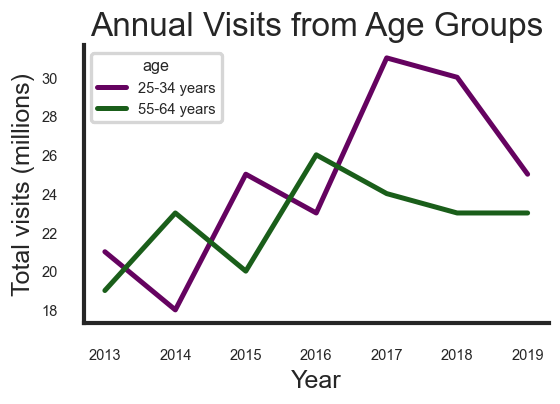 Annual Visits from Age Groups
age
25-34 years
55-64 years
Total visits (millions)
30
28
26
24
22
20
18
2013 2014 2015 2016 2017 2018 2019
Year